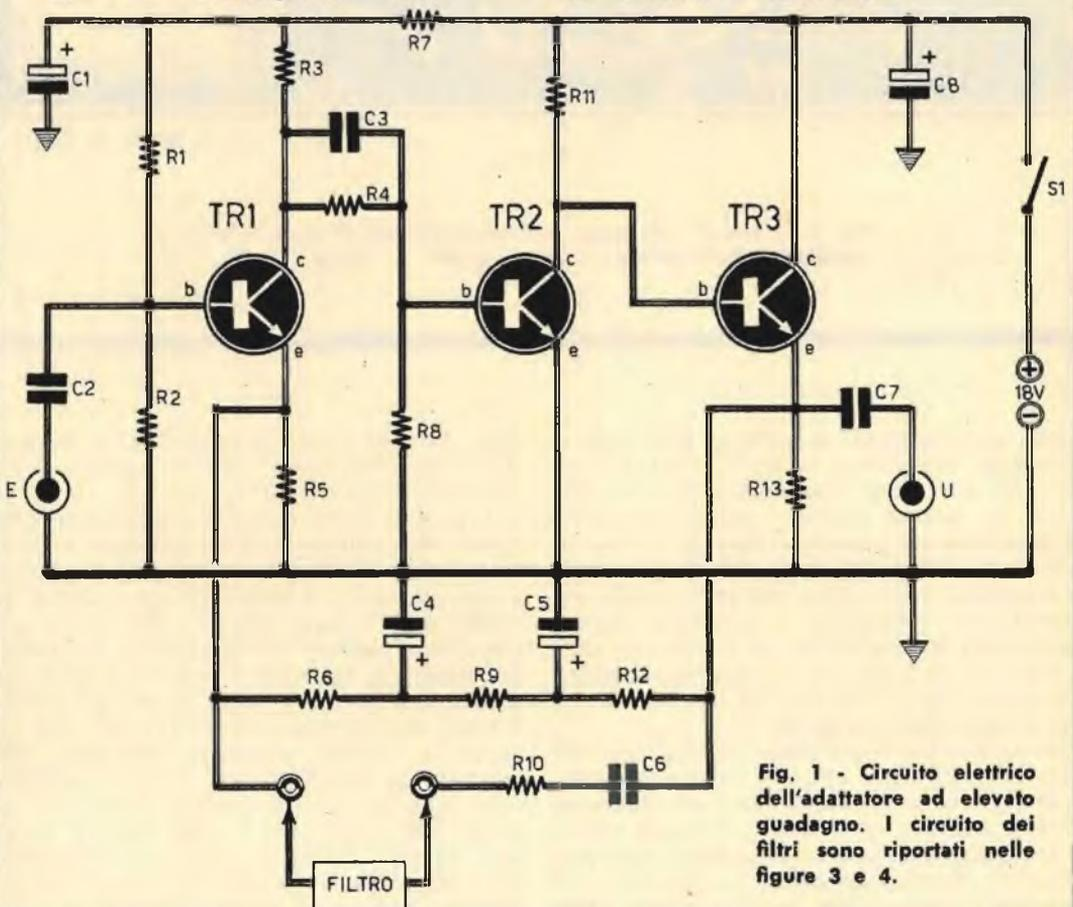 +
C1
R1
R3
R7
R11
+
C8
C3
R4
S1
TR1
TR2
TR3
c
c
c
b
b
b
e
e
e
C2
R2
R8
C7
+
18V
−
E
R5
R13
U
C4
C5
+
+
R6
R9
R12
R10
C6
FILTRO
Fig. 1 - Circuito elettrico
dell'adattatore ad elevato
guadagno. I circuito dei
filtri sono riportati nelle
figure 3 e 4.